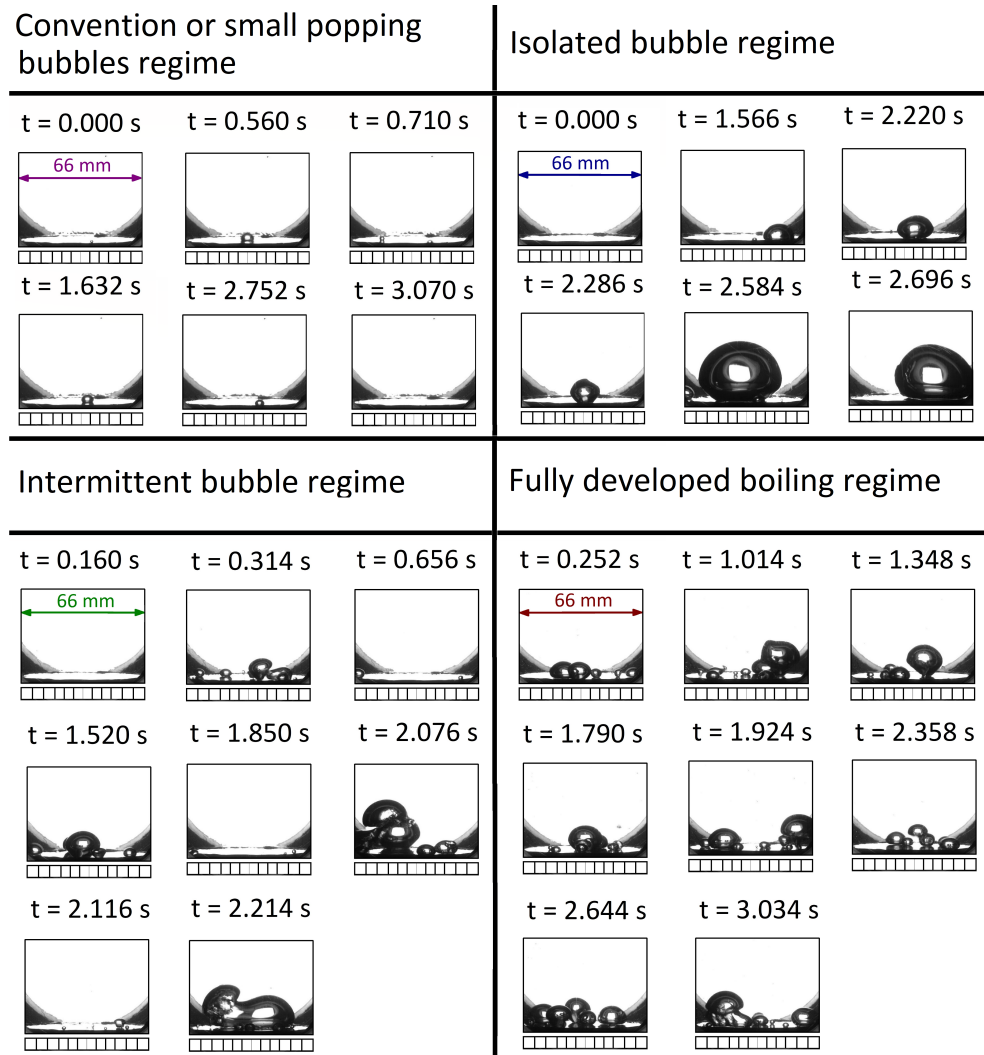 Convention or small popping
bubbles regime
t = 0.000 s
t = 0.560 s
t = 0.710 s
66 mm
t = 1.632 s
t = 2.752 s
t = 3.070 s
Isolated bubble regime
t = 0.000 s
t = 1.566 s
t = 2.220 s
66 mm
t = 2.286 s
t = 2.584 s
t = 2.696 s
Intermittent bubble regime
t = 0.160 s
t = 0.314 s
t = 0.656 s
66 mm
t = 1.520 s
t = 1.850 s
t = 2.076 s
t = 2.116 s
t = 2.214 s
Fully developed boiling regime
t = 0.252 s
t = 1.014 s
t = 1.348 s
66 mm
t = 1.790 s
t = 1.924 s
t = 2.358 s
t = 2.644 s
t = 3.034 s